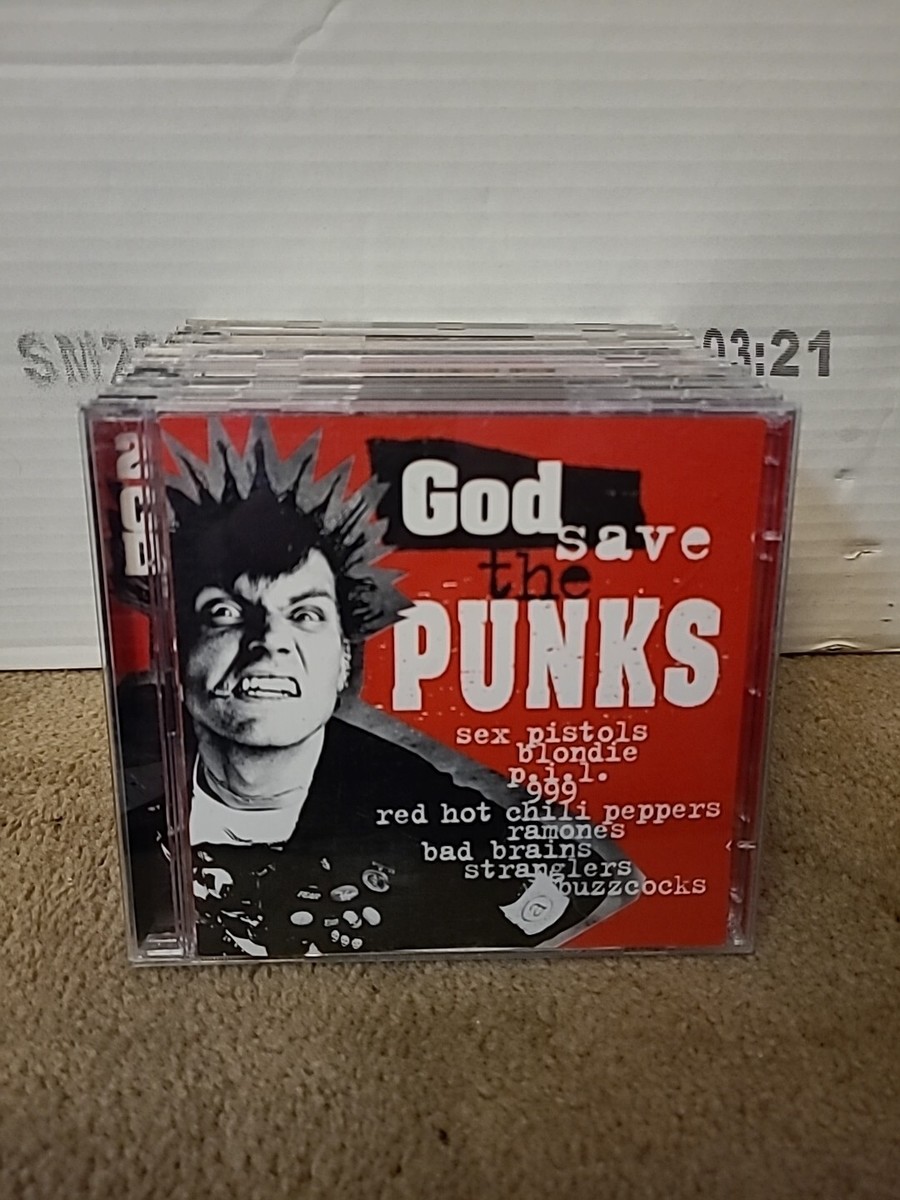 03:21
2CD
God
save
the
PUNKS
sex pistols
blondie
p.i.l.
999
red hot chili peppers
ramones
bad brains
stranglers
buzzcocks